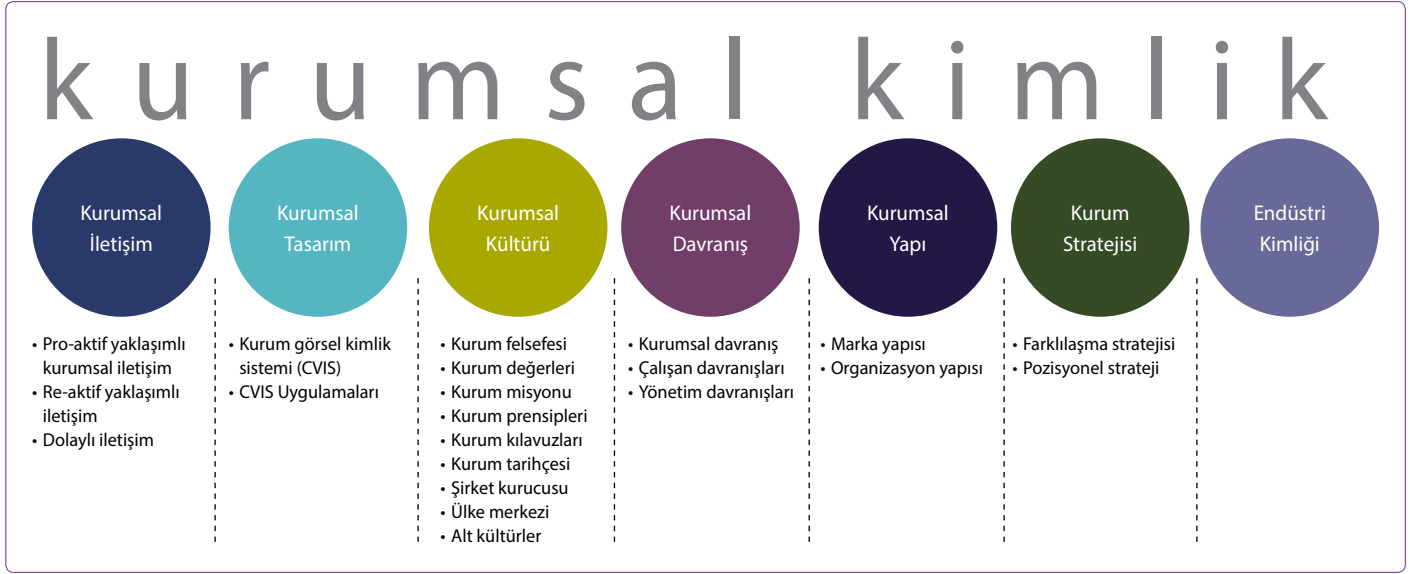 kurumsal kimlik
Kurumsal
İletişim
Kurumsal
Tasarım
Kurumsal
Kültürü
Kurumsal
Davranış
Kurumsal
Yapı
Kurum
Stratejisi
Endüstri
Kimliği
• Pro-aktif yaklaşımlı
kurumsal iletişim
• Re-aktif yaklaşımlı
iletişim
• Dolaylı iletişim
• Kurum görsel kimlik
sistemi (CVIS)
• CVIS Uygulamaları
• Kurum felsefesi
• Kurum değerleri
• Kurum misyonu
• Kurum prensipleri
• Kurum kılavuzları
• Kurum tarihçesi
• Şirket kurucusu
• Ülke merkezi
• Alt kültürler
• Kurumsal davranış
• Çalışan davranışları
• Yönetim davranışları
• Marka yapısı
• Organizasyon yapısı
• Farklılaşma stratejisi
• Pozisyonel strateji